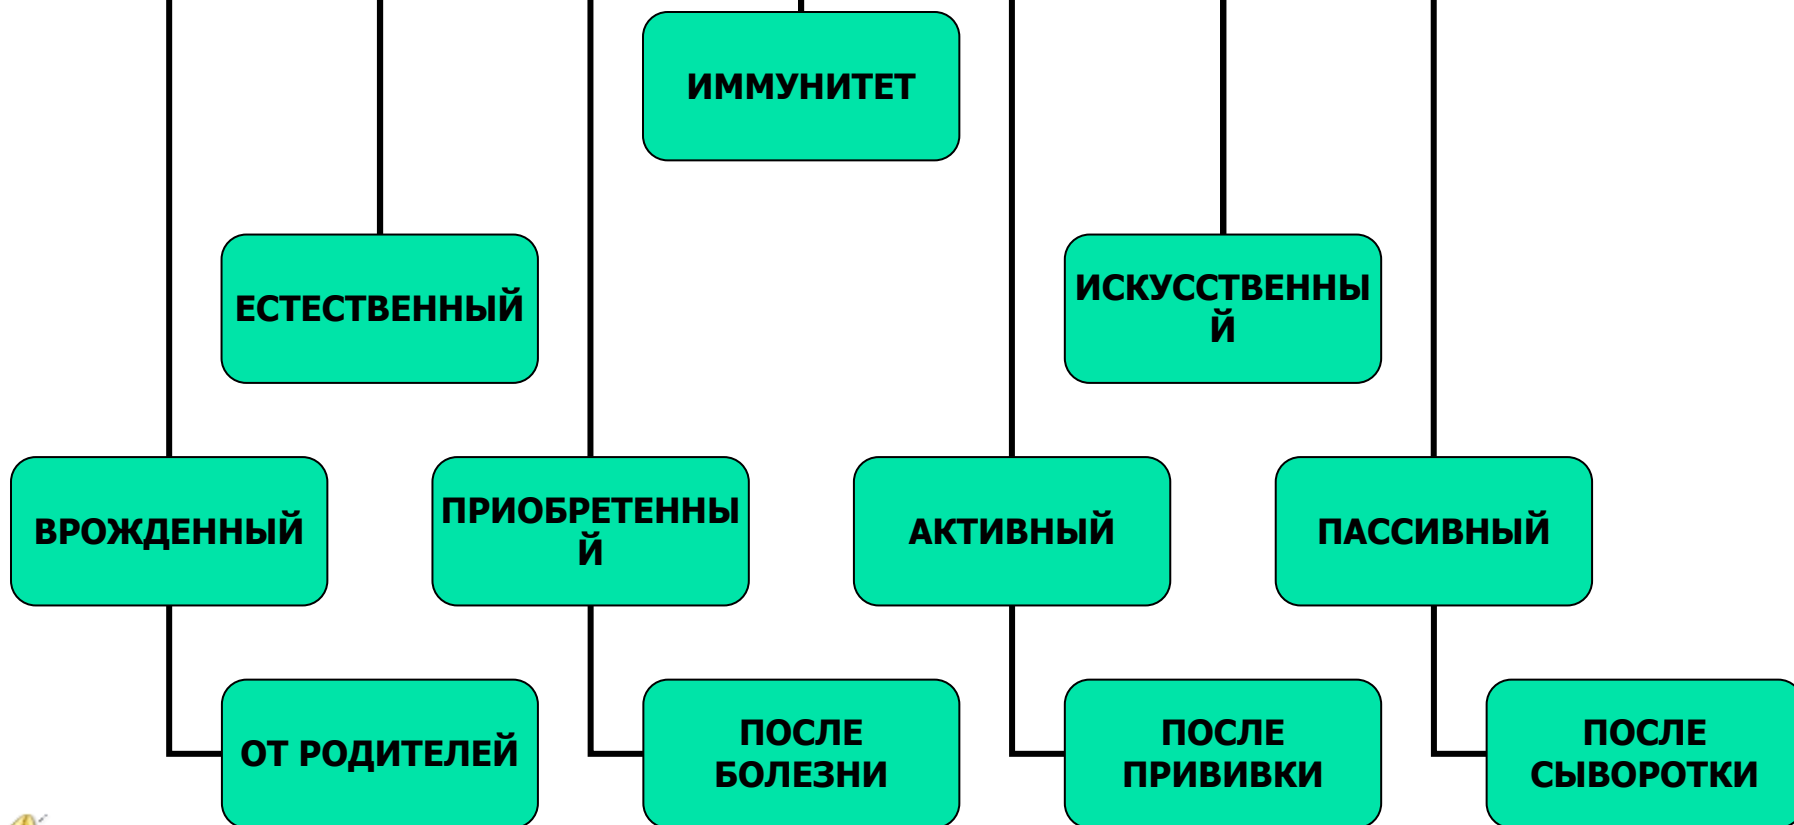 ИММУНИТЕТ
ЕСТЕСТВЕННЫЙ
ИСКУССТВЕННЫ
Й
ВРОЖДЕННЫЙ
ПРИОБРЕТЕННЫ
Й
АКТИВНЫЙ
ПАССИВНЫЙ
ОТ РОДИТЕЛЕЙ
ПОСЛЕ
БОЛЕЗНИ
ПОСЛЕ
ПРИВИВКИ
ПОСЛЕ
СЫВОРОТКИ